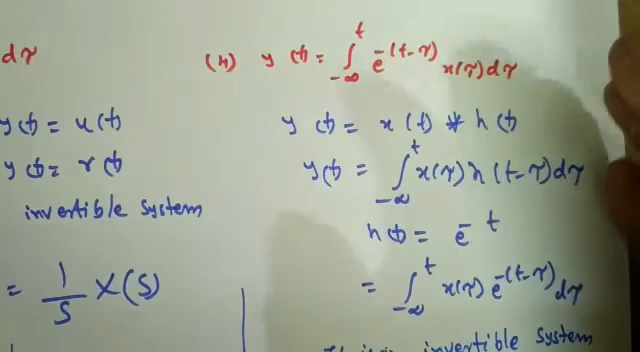 dτ
y(t) = u(t)
y(t) = r(t)
invertible system
= 1/s X(S)
(4) y(t) = ∫_{-∞}^{t} e^{-(t-τ)} x(τ) dτ
y(t) = x(t) * h(t)
y(t) = ∫_{-∞}^{t} x(τ) h(t-τ) dτ
h(t) = e^{-t}
= ∫_{-∞}^{t} x(τ) e^{-(t-τ)} dτ
invertible system